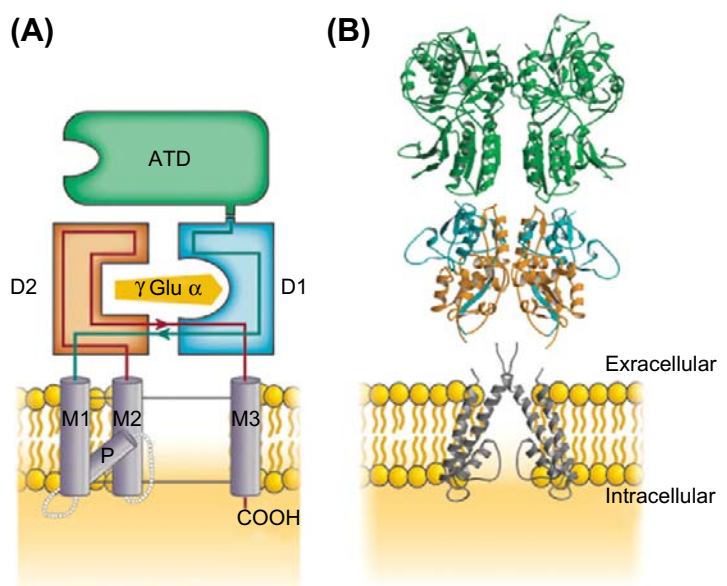 (A)
ATD
D2
γ Glu α
D1
M1
M2
M3
P
COOH
(B)
Exracellular
Intracellular